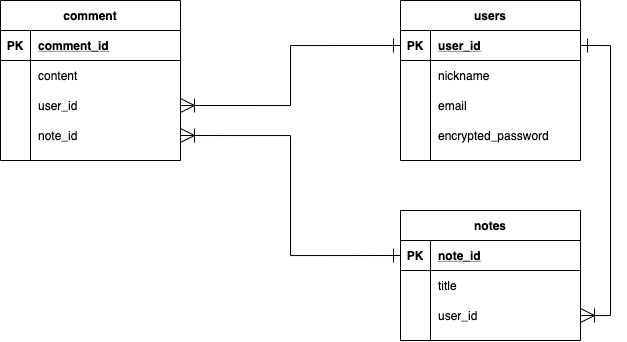 comment
PK comment_id
content
user_id
note_id
users
PK user_id
nickname
email
encrypted_password
notes
PK note_id
title
user_id